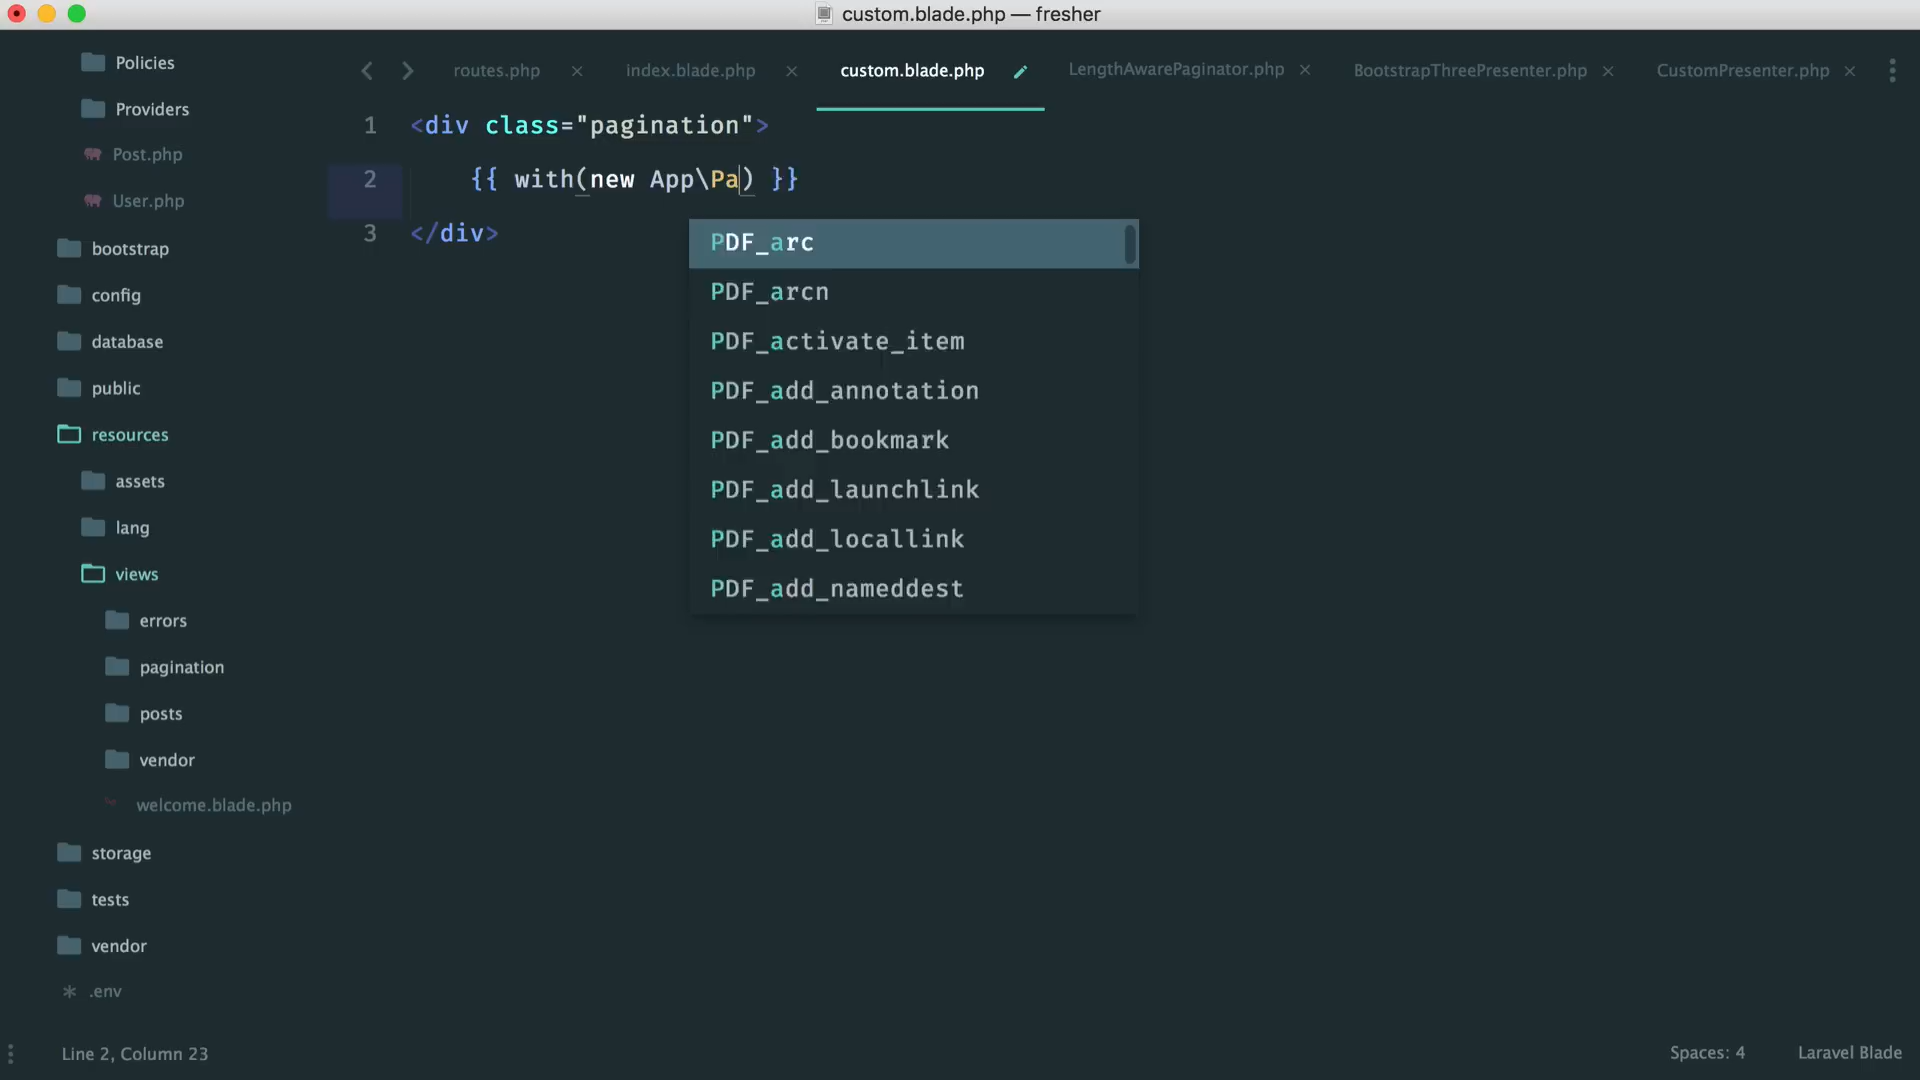 custom.blade.php — fresher
Policies
Providers
Post.php
User.php
bootstrap
config
database
public
resources
assets
lang
views
errors
pagination
posts
vendor
welcome.blade.php
storage
tests
vendor
.env
routes.php
index.blade.php
custom.blade.php
LengthAwarePaginator.php
BootstrapThreePresenter.php
CustomPresenter.php
1 <div class="pagination">
2 {{ with(new App\Pa) }}
3 </div>
PDF_arc
PDF_arcn
PDF_activate_item
PDF_add_annotation
PDF_add_bookmark
PDF_add_launchlink
PDF_add_locallink
PDF_add_nameddest
Line 2, Column 23
Spaces: 4
Laravel Blade